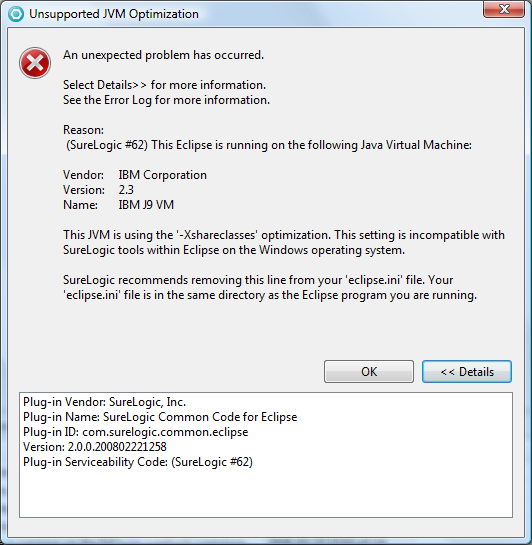 Unsupported JVM Optimization
An unexpected problem has occurred.
Select Details>> for more information.
See the Error Log for more information.
Reason:
(SureLogic #62) This Eclipse is running on the following Java Virtual Machine:
Vendor: IBM Corporation
Version: 2.3
Name: IBM J9 VM
This JVM is using the '-Xshareclasses' optimization. This setting is incompatible with
SureLogic tools within Eclipse on the Windows operating system.
SureLogic recommends removing this line from your 'eclipse.ini' file. Your
'eclipse.ini' file is in the same directory as the Eclipse program you are running.
OK << Details
Plug-in Vendor: SureLogic, Inc.
Plug-in Name: SureLogic Common Code for Eclipse
Plug-in ID: com.surelogic.common.eclipse
Version: 2.0.0.200802221258
Plug-in Serviceability Code: (SureLogic #62)